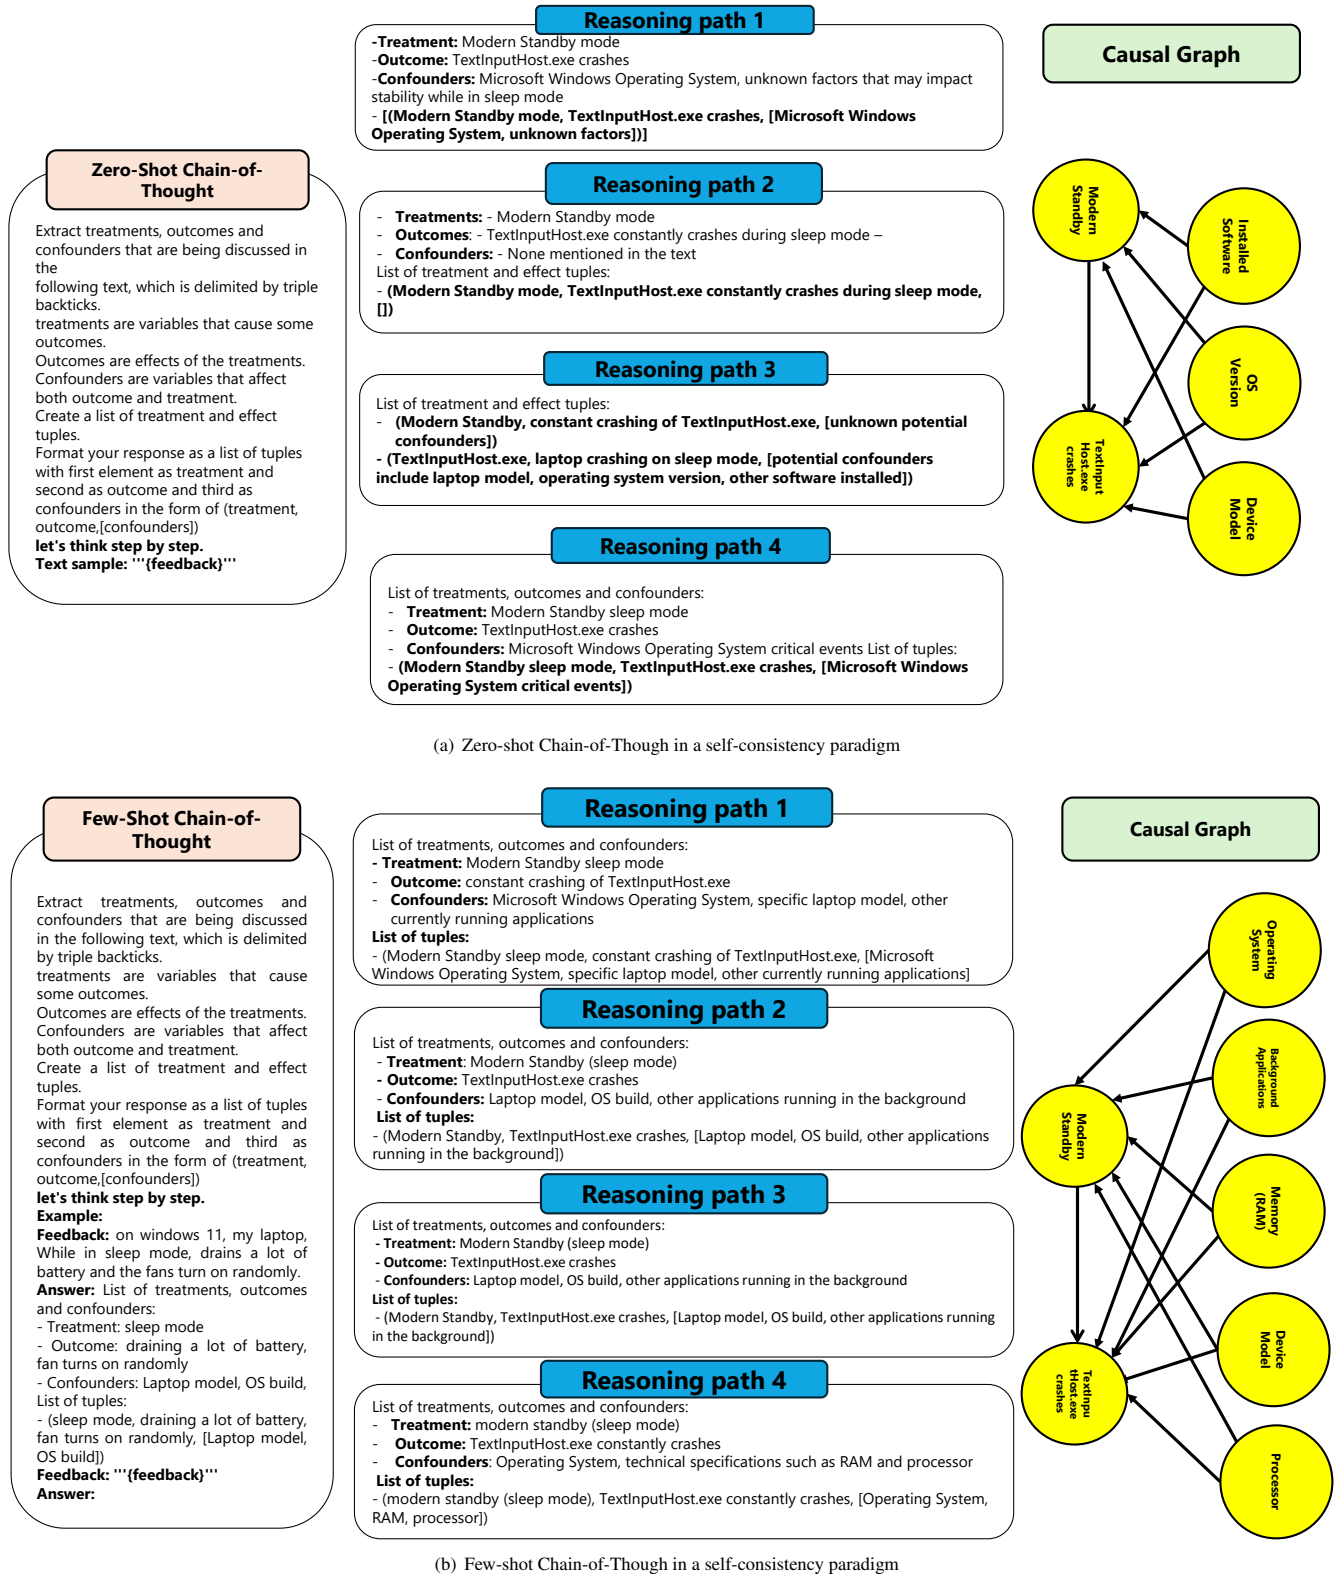 Reasoning path 1
-Treatment: Modern Standby mode
-Outcome: TextInputHost.exe crashes
-Confounders: Microsoft Windows Operating System, unknown factors that may impact
stability while in sleep mode
- [(Modern Standby mode, TextInputHost.exe crashes, [Microsoft Windows
Operating System, unknown factors])]
Causal Graph
Zero-Shot Chain-of-
Thought
Extract treatments, outcomes and
confounders that are being discussed in
the
following text, which is delimited by triple
backticks.
treatments are variables that cause some
outcomes.
Outcomes are effects of the treatments.
Confounders are variables that affect
both outcome and treatment.
Create a list of treatment and effect
tuples.
Format your response as a list of tuples
with first element as treatment and
second as outcome and third as
confounders in the form of (treatment,
outcome,[confounders])
let's think step by step.
Text sample: '''{feedback}'''
Reasoning path 2
- Treatments: - Modern Standby mode
- Outcomes: - TextInputHost.exe constantly crashes during sleep mode –
- Confounders: - None mentioned in the text
List of treatment and effect tuples:
- (Modern Standby mode, TextInputHost.exe constantly crashes during sleep mode,
[])
Reasoning path 3
List of treatment and effect tuples:
- (Modern Standby, constant crashing of TextInputHost.exe, [unknown potential
confounders])
- (TextInputHost.exe, laptop crashing on sleep mode, [potential confounders
include laptop model, operating system version, other software installed])
Reasoning path 4
List of treatments, outcomes and confounders:
- Treatment: Modern Standby sleep mode
- Outcome: TextInputHost.exe crashes
- Confounders: Microsoft Windows Operating System critical events List of tuples:
- (Modern Standby sleep mode, TextInputHost.exe crashes, [Microsoft Windows
Operating System critical events])
Modern
Standby
Installed
Software
OS
Version
TextInput
Host.exe
crashes
Device
Model
(a) Zero-shot Chain-of-Though in a self-consistency paradigm
Few-Shot Chain-of-
Thought
Extract treatments, outcomes and
confounders that are being discussed
in the following text, which is delimited
by triple backticks.
treatments are variables that cause
some outcomes.
Outcomes are effects of the treatments.
Confounders are variables that affect
both outcome and treatment.
Create a list of treatment and effect
tuples.
Format your response as a list of tuples
with first element as treatment and
second as outcome and third as
confounders in the form of (treatment,
outcome,[confounders])
let's think step by step.
Example:
Feedback: on windows 11, my laptop,
While in sleep mode, drains a lot of
battery and the fans turn on randomly.
Answer: List of treatments, outcomes
and confounders:
- Treatment: sleep mode
- Outcome: draining a lot of battery,
fan turns on randomly
- Confounders: Laptop model, OS build,
List of tuples:
- (sleep mode, draining a lot of battery,
fan turns on randomly, [Laptop model,
OS build])
Feedback: '''{feedback}'''
Answer:
Reasoning path 1
List of treatments, outcomes and confounders:
- Treatment: Modern Standby sleep mode
- Outcome: constant crashing of TextInputHost.exe
- Confounders: Microsoft Windows Operating System, specific laptop model, other
currently running applications
List of tuples:
- (Modern Standby sleep mode, constant crashing of TextInputHost.exe, [Microsoft
Windows Operating System, specific laptop model, other currently running applications]
Reasoning path 2
List of treatments, outcomes and confounders:
- Treatment: Modern Standby (sleep mode)
- Outcome: TextInputHost.exe crashes
- Confounders: Laptop model, OS build, other applications running in the background
List of tuples:
- (Modern Standby, TextInputHost.exe crashes, [Laptop model, OS build, other applications
running in the background])
Reasoning path 3
List of treatments, outcomes and confounders:
- Treatment: Modern Standby (sleep mode)
- Outcome: TextInputHost.exe crashes
- Confounders: Laptop model, OS build, other applications running in the background
List of tuples:
- (Modern Standby, TextInputHost.exe crashes, [Laptop model, OS build, other applications running
in the background])
Reasoning path 4
List of treatments, outcomes and confounders:
- Treatment: modern standby (sleep mode)
- Outcome: TextInputHost.exe constantly crashes
- Confounders: Operating System, technical specifications such as RAM and processor
List of tuples:
- (modern standby (sleep mode), TextInputHost.exe constantly crashes, [Operating System,
RAM, processor])
Causal Graph
Operating
System
Background
Applications
Modern
Standby
Memory
(RAM)
Device
Model
TextInpu
tHost.exe
crashes
Processor
(b) Few-shot Chain-of-Though in a self-consistency paradigm